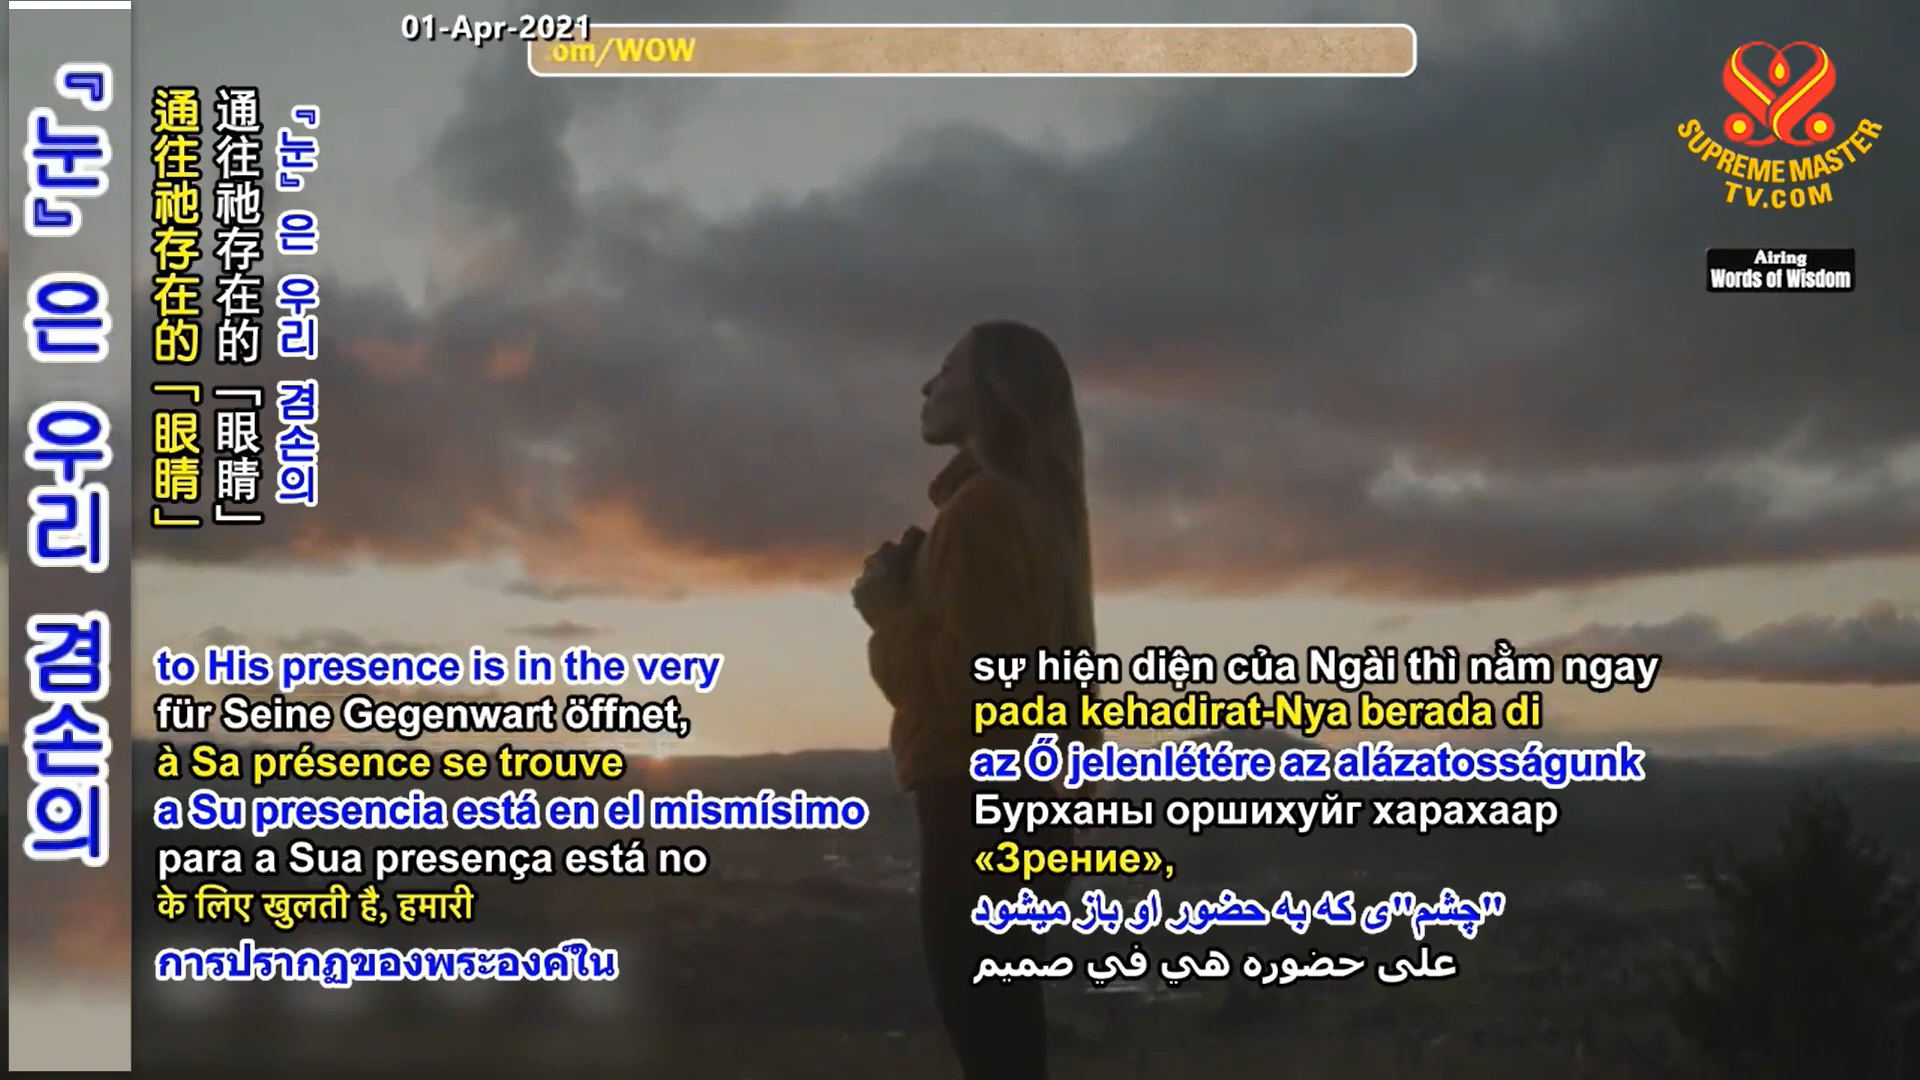 01-Apr-2021
om/WOW
SUPREME MASTER
TV.COM
Airing
Words of Wisdom
『눈』은 우리 겸손의
通往祂存在的「眼睛」
通往祂存在的「眼睛」
『눈』은 우리 겸손의
to His presence is in the very
für Seine Gegenwart öffnet,
à Sa présence se trouve
a Su presencia está en el mismísimo
para a Sua presença está no
के लिए खुलती है, हमारी
การปรากฏของพระองค์ใน
sự hiện diện của Ngài thì nằm ngay
pada kehadirat-Nya berada di
az Ő jelenlétére az alázatosságunk
Бурханы оршихуйг харахаар
«Зрение»,
"چشم"ی که به حضور او باز میشود
على حضوره هي في صميم